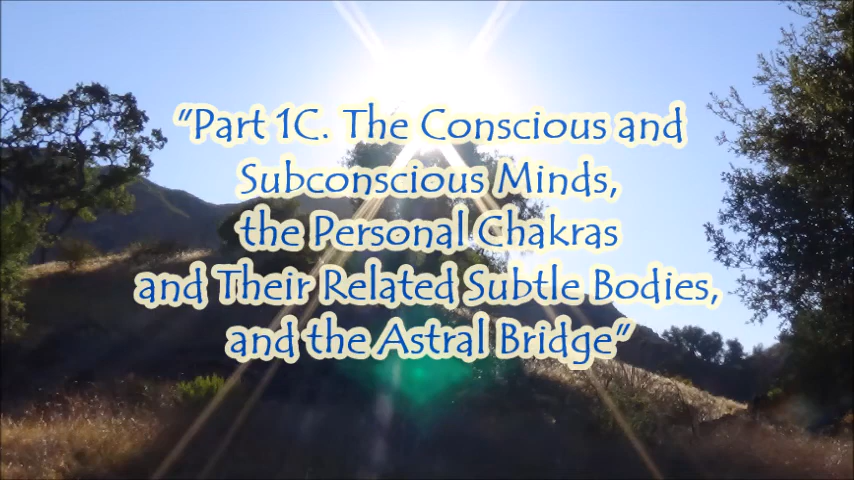 "Part 1C. The Conscious and
Subconscious Minds,
the Personal Chakras
and Their Related Subtle Bodies,
and the Astral Bridge"